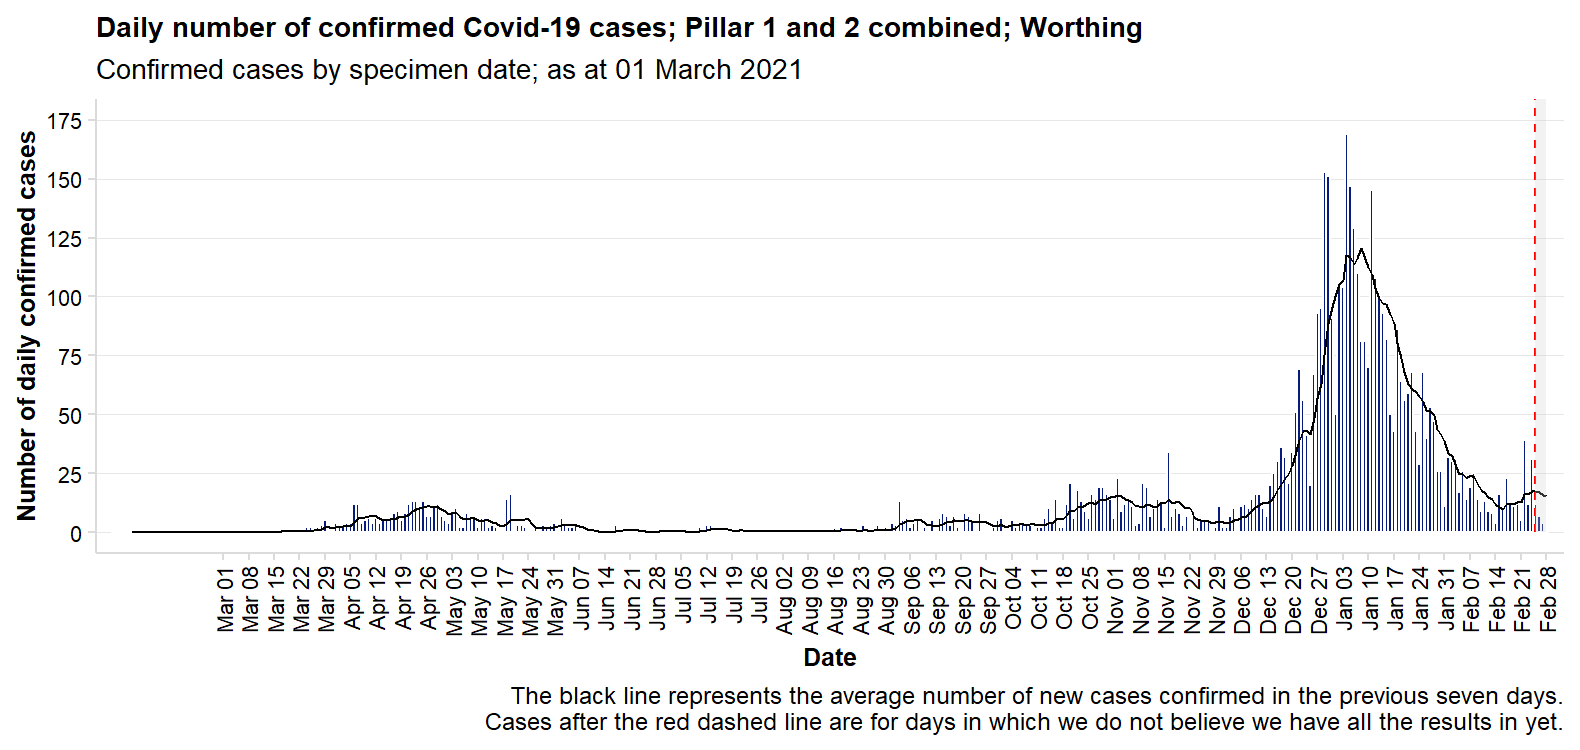 Daily number of confirmed Covid-19 cases; Pillar 1 and 2 combined; Worthing
Confirmed cases by specimen date; as at 01 March 2021
Number of daily confirmed cases
175
150
125
100
75
50
25
0
Mar 01
Mar 08
Mar 15
Mar 22
Mar 29
Apr 05
Apr 12
Apr 19
Apr 26
May 03
May 10
May 17
May 24
May 31
Jun 07
Jun 14
Jun 21
Jun 28
Jul 05
Jul 12
Jul 19
Jul 26
Aug 02
Aug 09
Aug 16
Aug 23
Aug 30
Sep 06
Sep 13
Sep 20
Sep 27
Oct 04
Oct 11
Oct 18
Oct 25
Nov 01
Nov 08
Nov 15
Nov 22
Nov 29
Dec 06
Dec 13
Dec 20
Dec 27
Jan 03
Jan 10
Jan 17
Jan 24
Jan 31
Feb 07
Feb 14
Feb 21
Feb 28
Date
The black line represents the average number of new cases confirmed in the previous seven days.
Cases after the red dashed line are for days in which we do not believe we have all the results in yet.